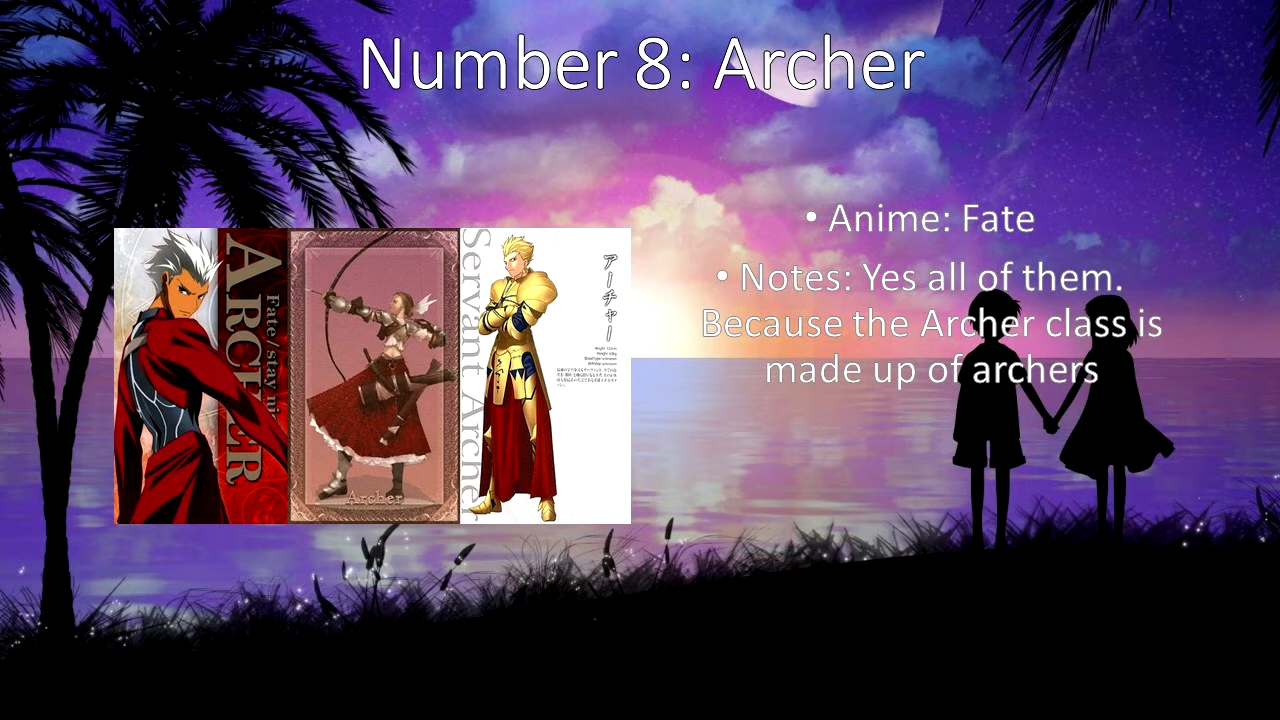 Number 8: Archer
• Anime: Fate
• Notes: Yes all of them.
Because the Archer class is
made up of archers
ARCHER
Fate/stay ni
Archer
Servant Archer
アーチャー